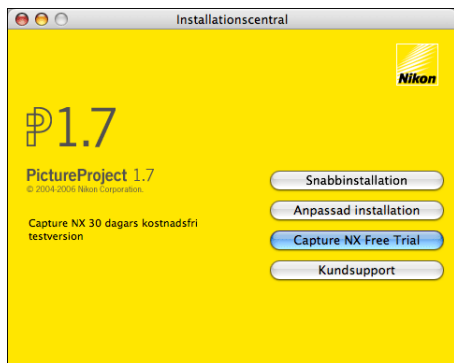 Installationscentral
Nikon
P1.7
PictureProject 1.7
© 2004-2006 Nikon Corporation.
Capture NX 30 dagars kostnadsfri
testversion
Snabbinstallation
Anpassad installation
Capture NX Free Trial
Kundsupport